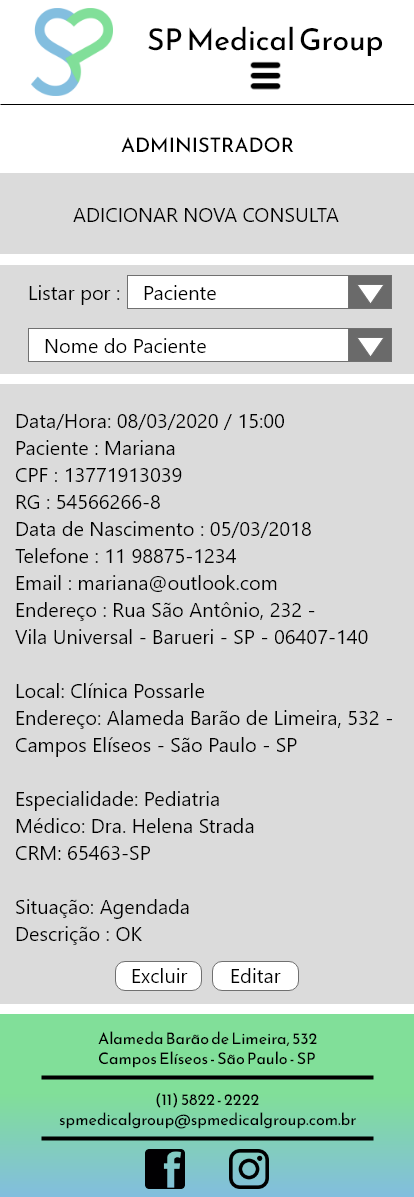 SP Medical Group
ADMINISTRADOR
ADICIONAR NOVA CONSULTA
Listar por : Paciente
Nome do Paciente
Data/Hora: 08/03/2020 / 15:00
Paciente : Mariana
CPF : 13771913039
RG : 54566266-8
Data de Nascimento : 05/03/2018
Telefone : 11 98875-1234
Email : mariana@outlook.com
Endereço : Rua São Antônio, 232 -
Vila Universal - Barueri - SP - 06407-140
Local: Clínica Possarle
Endereço: Alameda Barão de Limeira, 532 -
Campos Elíseos - São Paulo - SP
Especialidade: Pediatria
Médico: Dra. Helena Strada
CRM: 65463-SP
Situação: Agendada
Descrição : OK
Excluir Editar
Alameda Barão de Limeira, 532
Campos Elíseos - São Paulo - SP
(11) 5822 - 2222
spmedicalgroup@spmedicalgroup.com.br